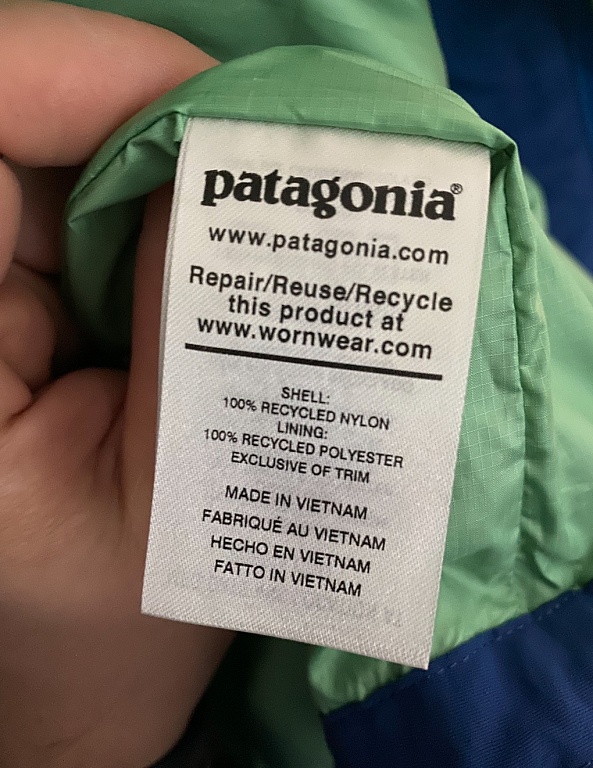 patagonia®
www.patagonia.com
Repair/Reuse/Recycle
this product at
www.wornwear.com
SHELL:
100% RECYCLED NYLON
LINING:
100% RECYCLED POLYESTER
EXCLUSIVE OF TRIM
MADE IN VIETNAM
FABRIQUÉ AU VIETNAM
HECHO EN VIETNAM
FATTO IN VIETNAM